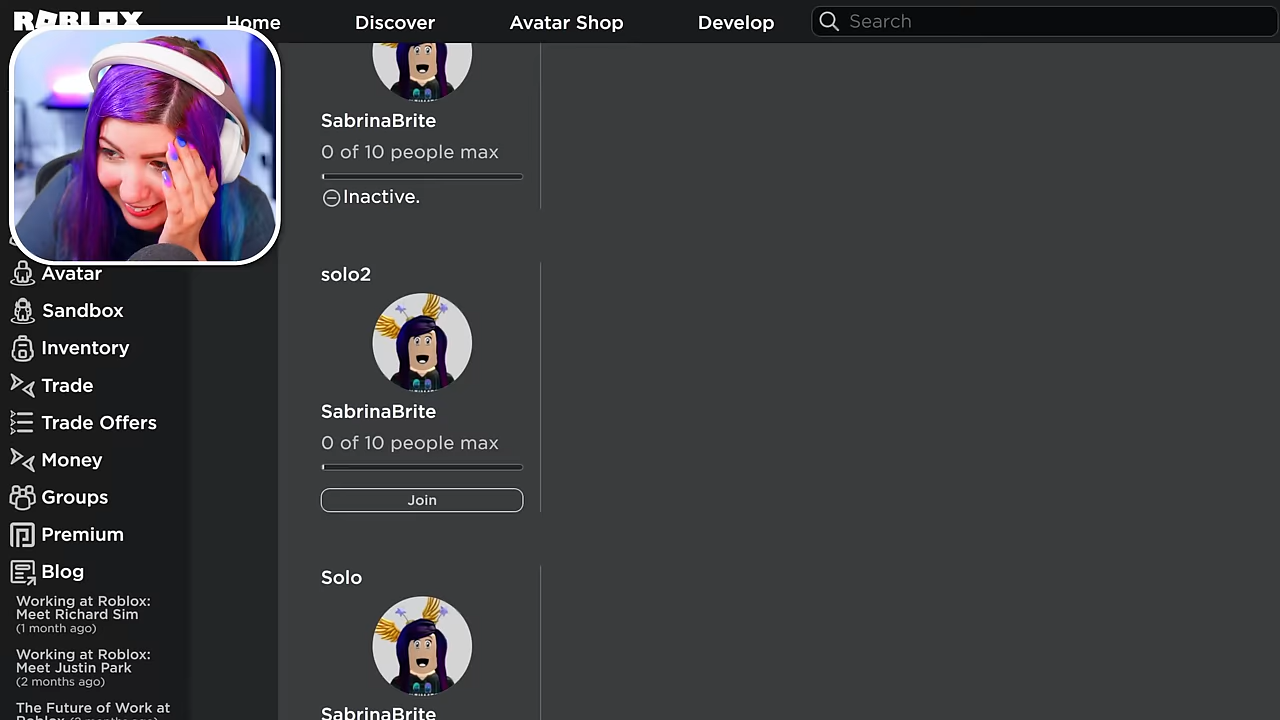 ROBLOX
Home
Discover
Avatar Shop
Develop
Search
SabrinaBrite
0 of 10 people max
Inactive.
Avatar
Sandbox
Inventory
Trade
Trade Offers
Money
Groups
Premium
Blog
Working at Roblox:
Meet Richard Sim
(1 month ago)
Working at Roblox:
Meet Justin Park
(2 months ago)
The Future of Work at
Roblox
solo2
SabrinaBrite
0 of 10 people max
Join
Solo
SabrinaBrite